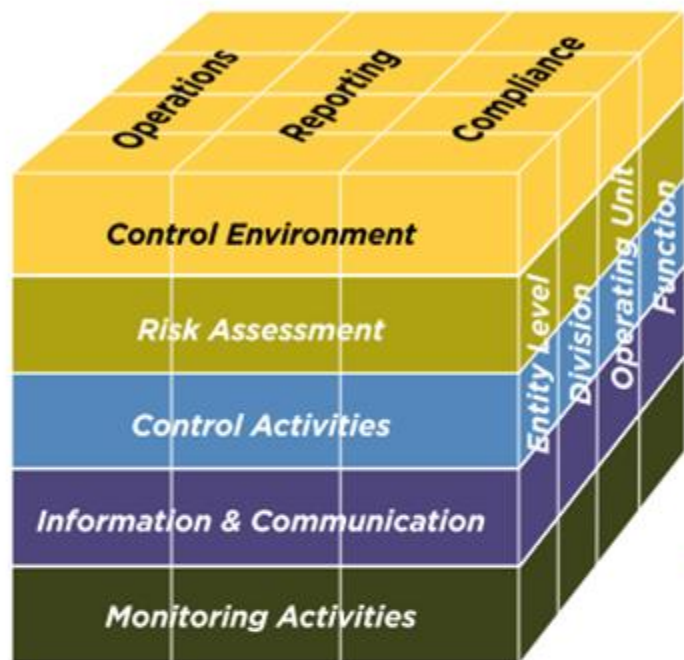 Operations
Reporting
Compliance
Control Environment
Risk Assessment
Control Activities
Information & Communication
Monitoring Activities
Entity Level
Division
Operating Unit
Function